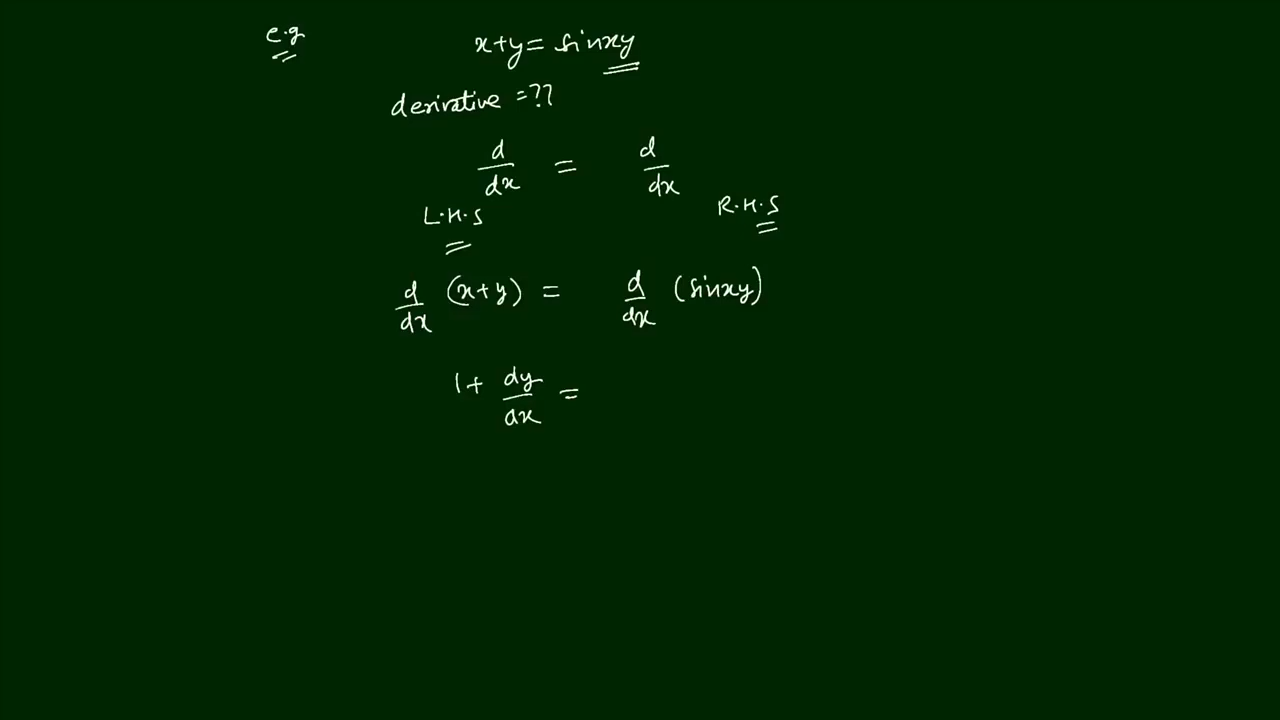 e.g x+y= sinxy
derivative =??
d/dx = d/dx
L.H.S R.H.S
d/dx (x+y) = d/dx (sinxy)
1+ dy/dx =